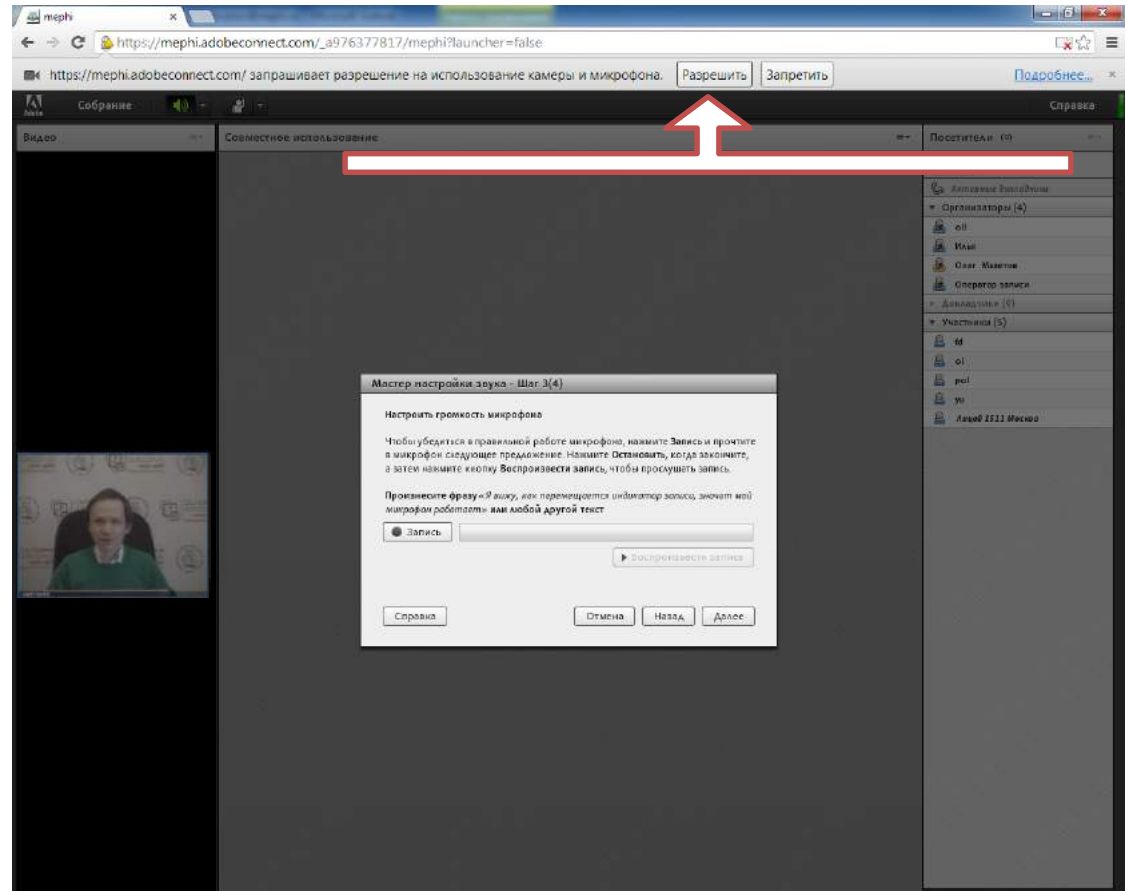 mephi
https://mephi.adobeconnect.com/_a976377817/mephi?launcher=false
https://mephi.adobeconnect.com/ запрашивает разрешение на использование камеры и микрофона. Разрешить Запретить Подробнее...
Собрание Справка
Видео Совместное использование Посетители
Организаторы (4)
oll
Илья
Олег
Оператор записи
Докладчики (0)
Участники (5)
fd
ol
pol
yu
Лицей 1511 Москва
Мастер настройки звука - Шаг 3(4)
Настроить громкость микрофона
Чтобы убедиться в правильной работе микрофона, нажмите Запись и прочтите
в микрофон следующее предложение. Нажмите Остановить, когда закончите,
а затем нажмите кнопку Воспроизвести запись, чтобы прослушать запись.
Произнесите фразу «Я вижу, как перемещается индикатор записи, значит мой
микрофон работает» или любой другой текст
Запись
Воспроизвести запись
Справка Отмена Назад Далее